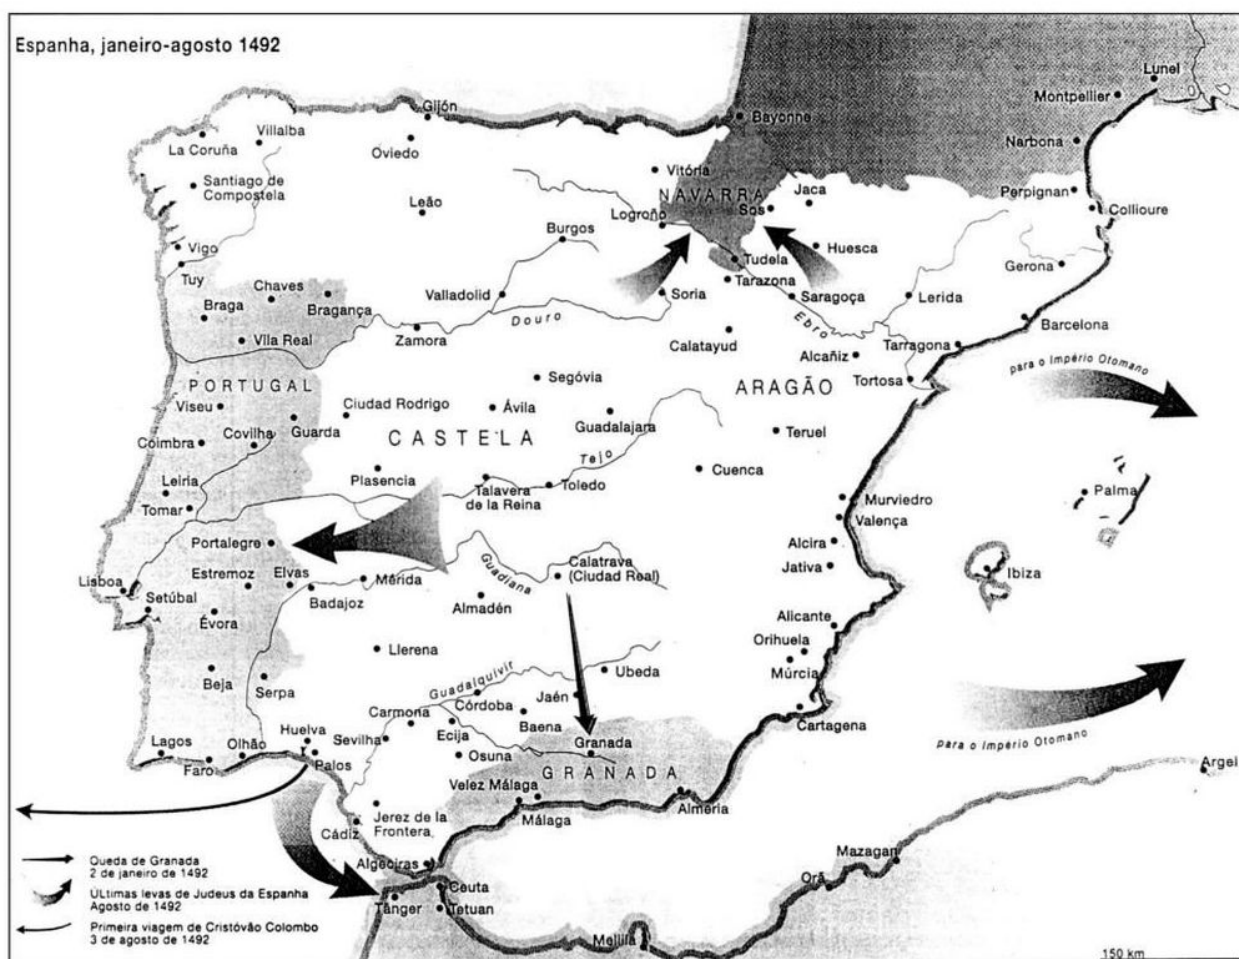 Espanha, janeiro-agosto 1492
Lunel
Montpellier
Gijón
Bayonne
Villalba
La Coruña
Oviedo
Narbona
Vitória
Santiago de
Compostela
NAVARRA
Jaca
Perpignan
Leão
Sos
Collioure
Logroño
Burgos
Vigo
Huesca
Tuy
Tudela
Gerona
Chaves
Tarazona
Braga
Bragança
Valladolid
Soria
Saragoça
Lerida
Douro
Ebro
Barcelona
Vila Real
Zamora
Calatayud
Tarragona
Alcañiz
para o Império Otomano
Segóvia
Tortosa
PORTUGAL
ARAGÃO
Viseu
Ciudad Rodrigo
Ávila
Guarda
Guadalajara
Coimbra
Covilha
CASTELA
Teruel
Tejo
Cuenca
Leiria
Plasencia
Talavera
de la Reina
Toledo
Palma
Tomar
Murviedro
Valença
Portalegre
Alcira
Calatrava
(Ciudad Real)
Guadiana
Jativa
Ibiza
Lisboa
Estremoz
Elvas
Mérida
Badajoz
Setúbal
Almadén
Évora
Alicante
Llerena
Orihuela
Múrcia
Guadalquivit
Ubeda
Beja
Serpa
Córdoba
Jaén
Carmona
Cartagena
Huelva
Sevilha
Ecija
Baena
Granada
para o Império Otomano
Lagos
Olhão
Faro
Palos
Osuna
GRANADA
Argel
Velez Málaga
Almeria
Málaga
Jerez de la
Frontera
Cádiz
Algeciras
Mazagan
Orã
Ceuta
Tânger
Tetuan
Mellila
Queda de Granada
2 de janeiro de 1492
ÚLtimas levas de Judeus da Espanha
Agosto de 1492
Primeira viagem de Cristóvão Colombo
3 de agosto de 1492
150 km